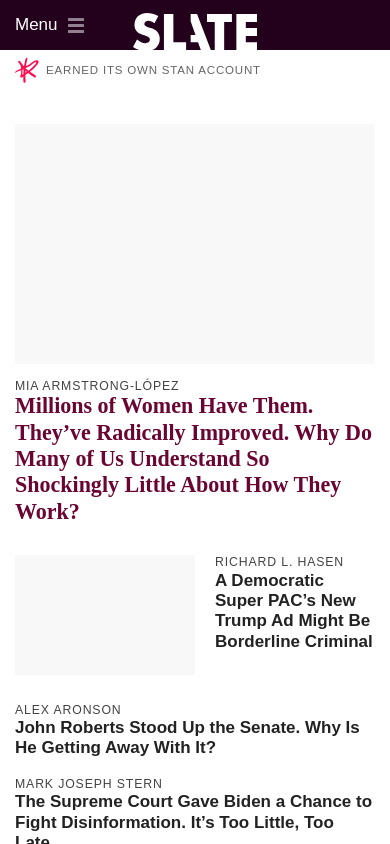 Menu
SLATE
EARNED ITS OWN STAN ACCOUNT
MIA ARMSTRONG-LÓPEZ
Millions of Women Have Them.
They’ve Radically Improved. Why Do
Many of Us Understand So
Shockingly Little About How They
Work?
RICHARD L. HASEN
A Democratic
Super PAC’s New
Trump Ad Might Be
Borderline Criminal
ALEX ARONSON
John Roberts Stood Up the Senate. Why Is
He Getting Away With It?
MARK JOSEPH STERN
The Supreme Court Gave Biden a Chance to
Fight Disinformation. It’s Too Little, Too
Late